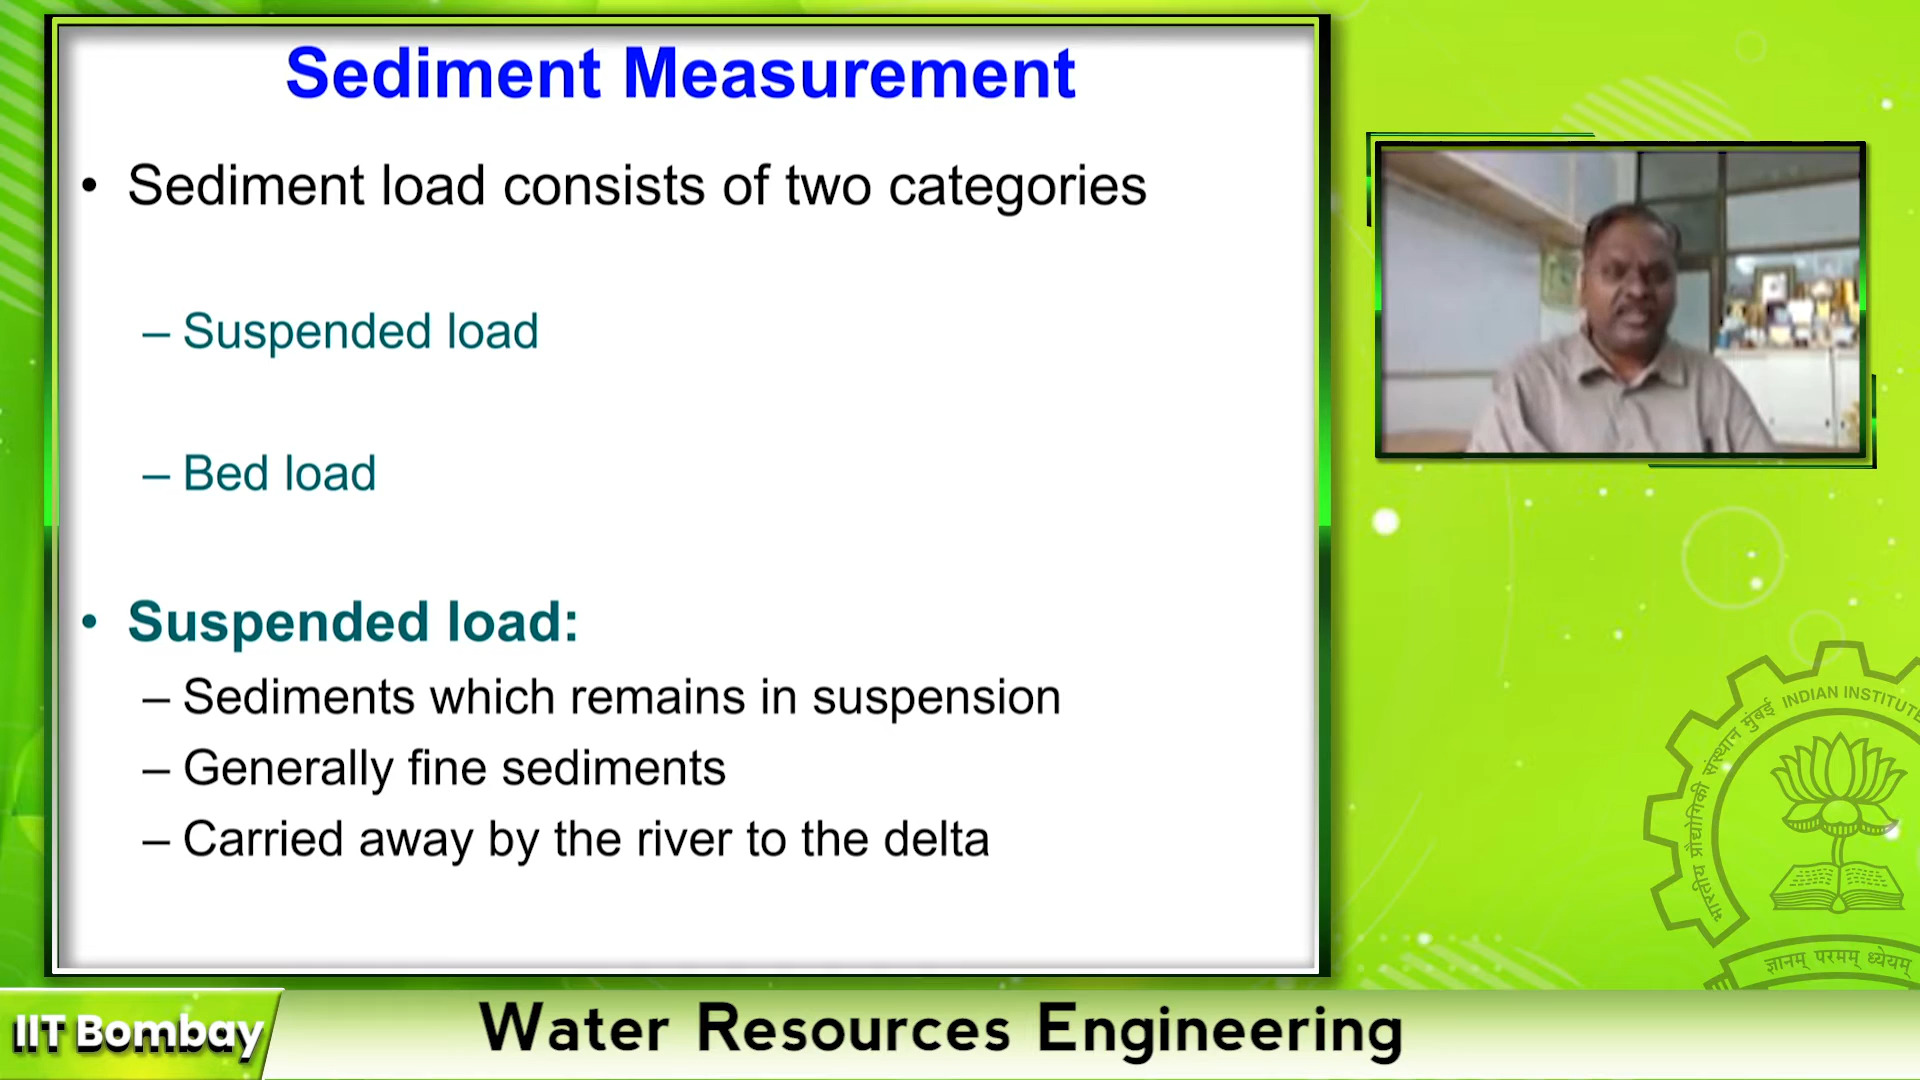 Sediment Measurement
• Sediment load consists of two categories
– Suspended load
– Bed load
• Suspended load:
– Sediments which remains in suspension
– Generally fine sediments
– Carried away by the river to the delta
भारतीय प्रौद्योगिकी संस्थान मुंबई INDIAN INSTITUTE
ज्ञानम् परमम् ध्येयम्
IIT Bombay
Water Resources Engineering